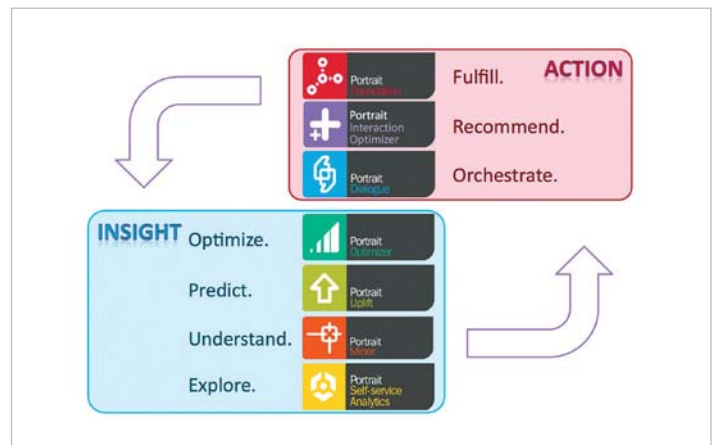 ACTION
Portrait
Foundation
Fulfill.
Portrait
Interaction
Optimizer
Recommend.
Portrait
Dialogue
Orchestrate.
INSIGHT
Optimize.
Portrait
Optimizer
Predict.
Portrait
Uplift
Understand.
Portrait
Miner
Explore.
Portrait
Self-service
Analytics